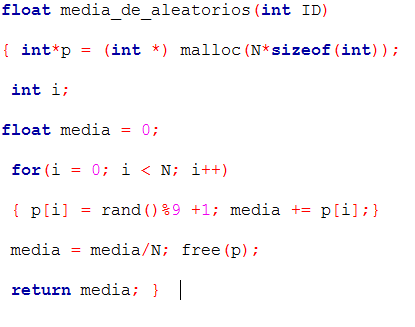 float media_de_aleatorios(int ID)
{ int*p = (int *) malloc(N*sizeof(int));
int i;
float media = 0;
for(i = 0; i < N; i++)
{ p[i] = rand()%9 +1; media += p[i];}
media = media/N; free(p);
return media; }